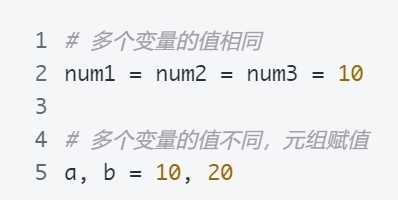 1 # 多个变量的值相同
2 num1 = num2 = num3 = 10
3
4 # 多个变量的值不同，元组赋值
5 a, b = 10, 20